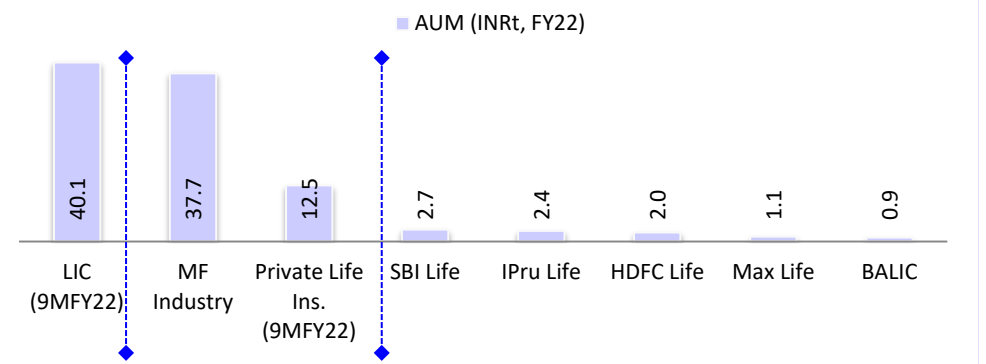 AUM (INRt, FY22)
40.1
37.7
12.5
2.7
2.4
2.0
1.1
0.9
LIC
(9MFY22)
MF
Industry
Private Life
Ins.
(9MFY22)
SBI Life
IPru Life
HDFC Life
Max Life
BALIC